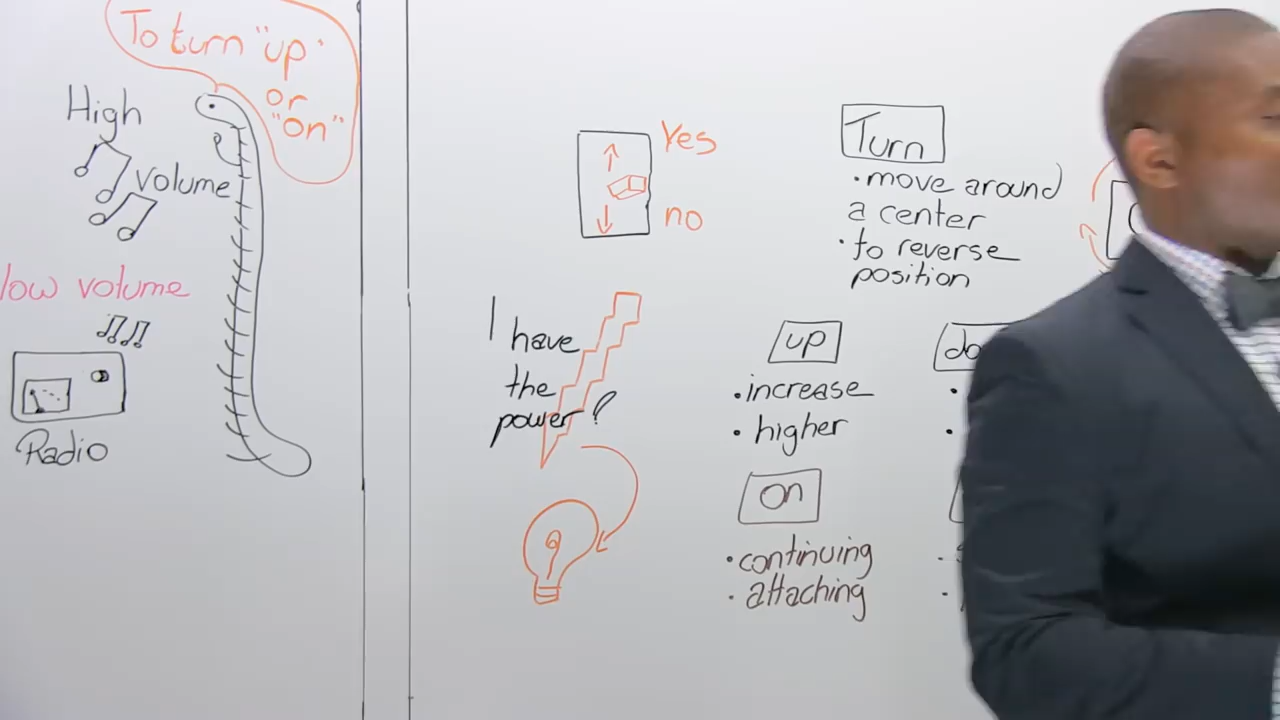 To turn "up"
or
"on"
High
volume
low volume
Radio
Yes
no
I have
the
power!
Turn
• move around
a center
• to reverse
position
up
• increase
• higher
on
• continuing
• attaching